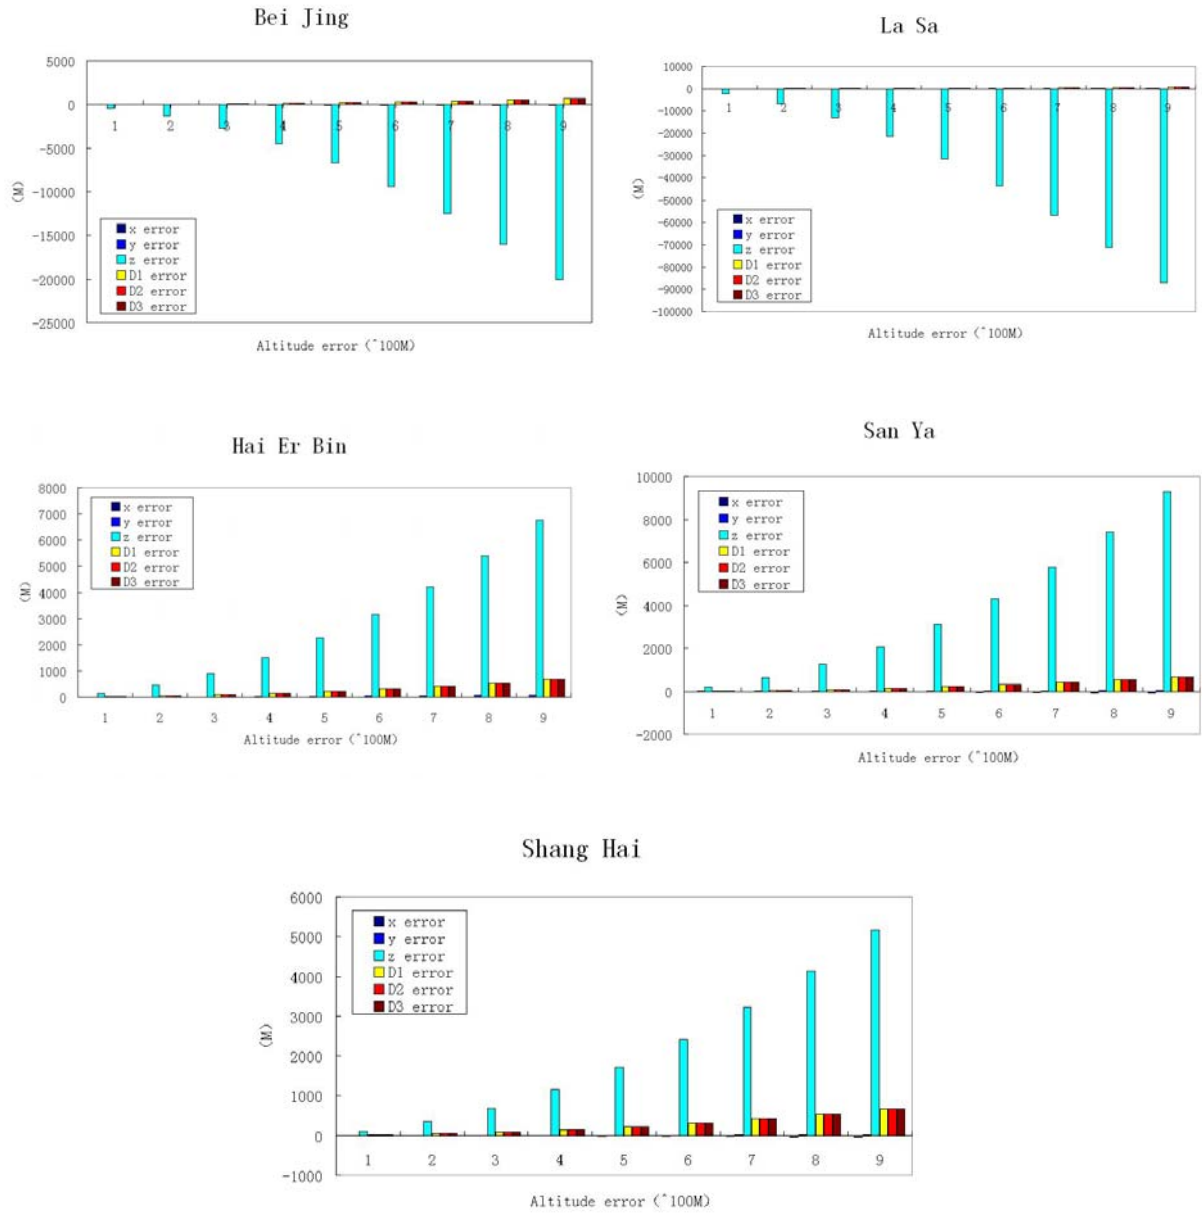 Bei Jing
5000
0
-5000
-10000
-15000
-20000
-25000
(M)
1 2 3 4 5 6 7 8 9
x error
y error
z error
D1 error
D2 error
D3 error
Altitude error (^100M)
La Sa
10000
0
-10000
-20000
-30000
-40000
-50000
-60000
-70000
-80000
-90000
-100000
(M)
1 2 3 4 5 6 7 8 9
x error
y error
z error
D1 error
D2 error
D3 error
Altitude error (^100M)
Hai Er Bin
8000
7000
6000
5000
4000
3000
2000
1000
0
(M)
x error
y error
z error
D1 error
D2 error
D3 error
1 2 3 4 5 6 7 8 9
Altitude error (^100M)
San Ya
10000
8000
6000
4000
2000
0
-2000
(M)
x error
y error
z error
D1 error
D2 error
D3 error
1 2 3 4 5 6 7 8 9
Altitude error (^100M)
Shang Hai
6000
5000
4000
3000
2000
1000
0
-1000
(M)
x error
y error
z error
D1 error
D2 error
D3 error
1 2 3 4 5 6 7 8 9
Altitude error (^100M)